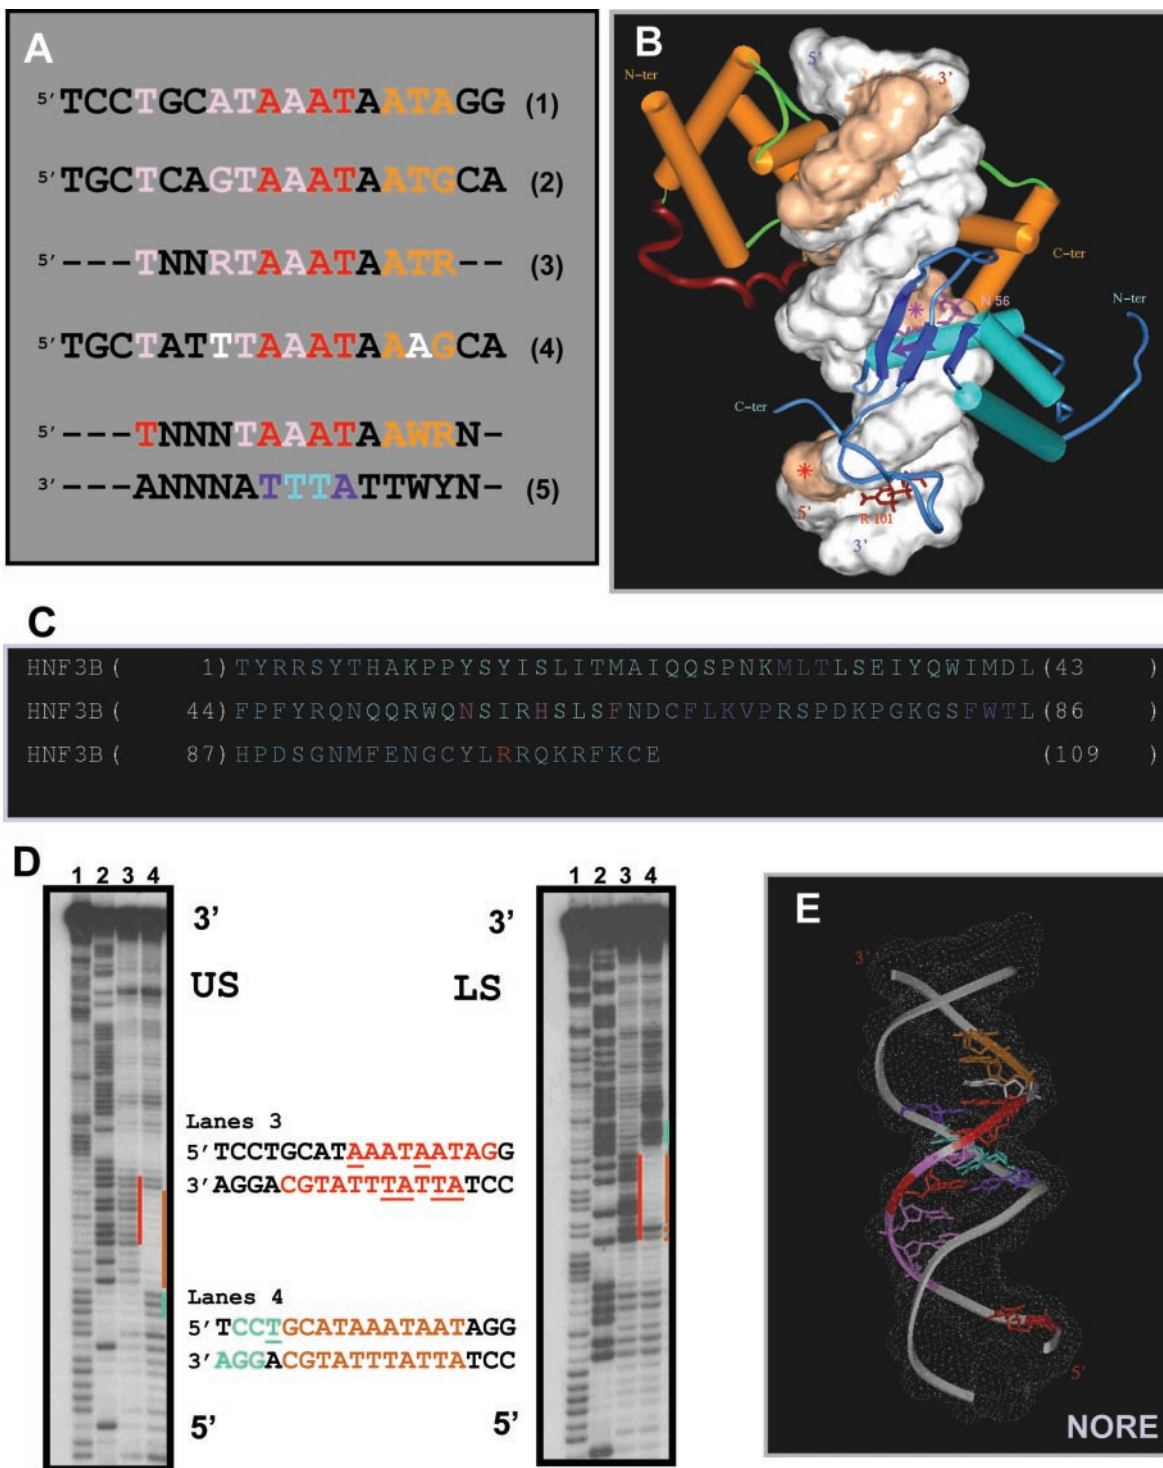 A
5' TCCTGCATAAATAATAGG (1)
5' TGCTCAGTAAATAATGCA (2)
5' ---TNNRTAAATAATR-- (3)
5' TGCTATTTAAATAAAGCA (4)
5' ---TNNNTAAATAAWRN-
3' ---ANNNATTTATTWYN- (5)
B
5'
3'
N-ter
C-ter
N 56
N-ter
C-ter
5'
R 101
3'
C
HNF3B ( 1) TYRRSYTHAKPPYSYISLITMAIQQSPNKMLTLSEIYQWIMDL (43 )
HNF3B ( 44) FPFYRQNQQRWQNSIRHSLSFNDCFLKVPRSPDKPGKGSFWTL (86 )
HNF3B ( 87) HPDSGNMFENGCYLRRQKRFKCE (109 )
D
1 2 3 4
1 2 3 4
3'
3'
US
LS
Lanes 3
5' TCCTGCATAAATAATAGG
3' AGGACGTATTTATTATCC
Lanes 4
5' TCCTGCATAAATAATAGG
3' AGGACGTATTTATTATCC
5'
5'
E
3'
5'
NORE